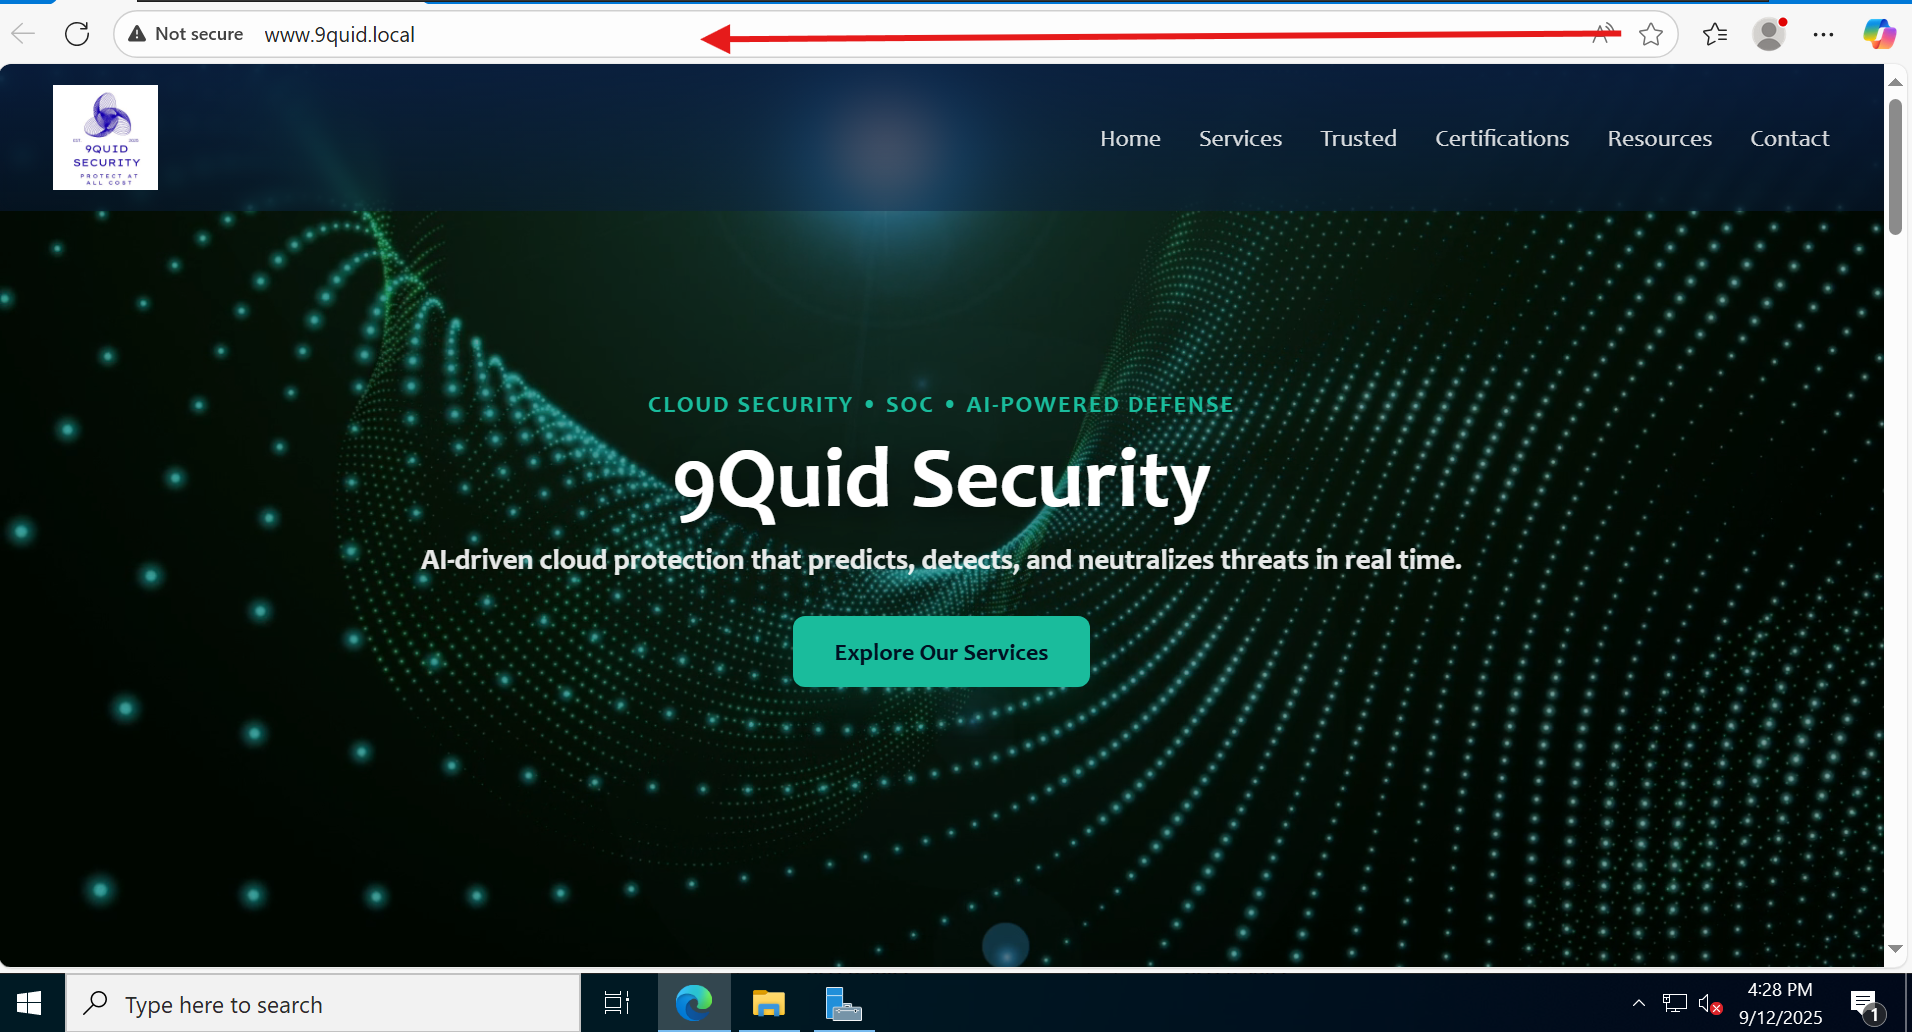 Not secure www.9quid.local
9QUID
SECURITY
PROTECT AT
ALL COST
Home Services Trusted Certifications Resources Contact
CLOUD SECURITY • SOC • AI-POWERED DEFENSE
9Quid Security
AI-driven cloud protection that predicts, detects, and neutralizes threats in real time.
Explore Our Services
Type here to search
4:28 PM
9/12/2025
1